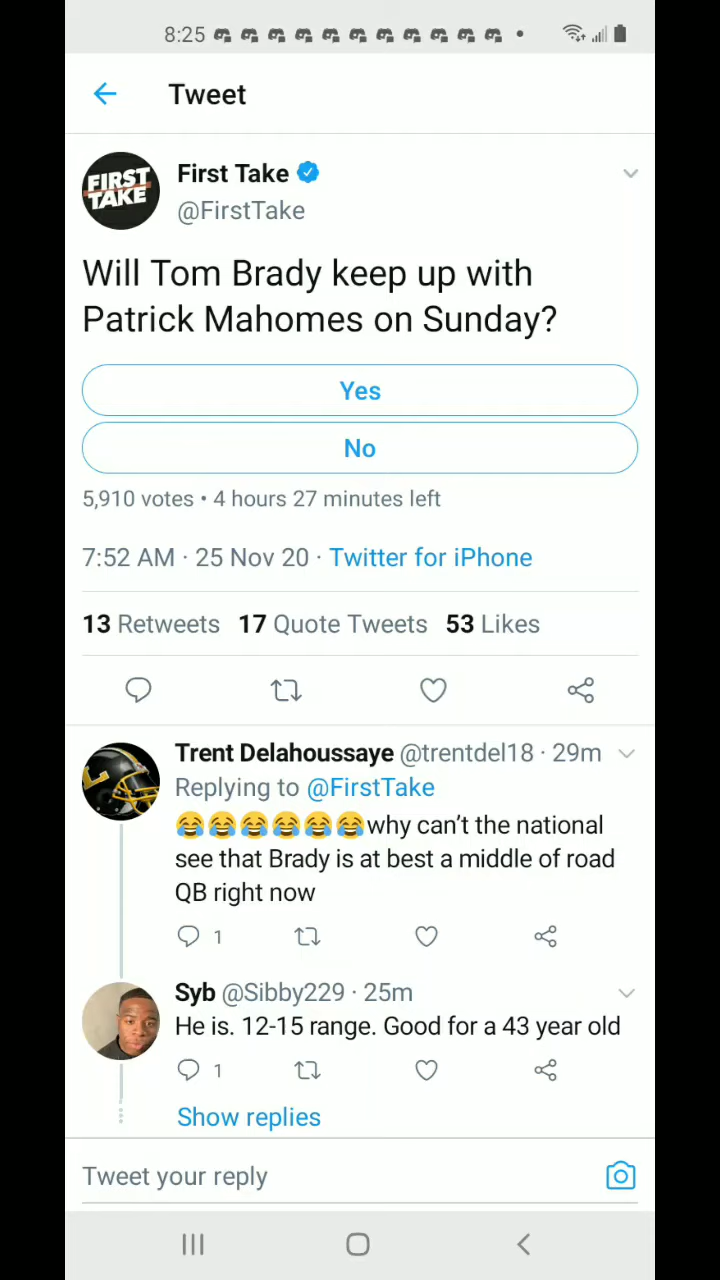 8:25
Tweet
FIRST
TAKE
First Take
@FirstTake
Will Tom Brady keep up with
Patrick Mahomes on Sunday?
Yes
No
5,910 votes • 4 hours 27 minutes left
7:52 AM · 25 Nov 20 · Twitter for iPhone
13 Retweets 17 Quote Tweets 53 Likes
Trent Delahoussaye @trentdel18 · 29m
Replying to @FirstTake
😂😂😂😂😂😂why can't the national
see that Brady is at best a middle of road
QB right now
1
Syb @Sibby229 · 25m
He is. 12-15 range. Good for a 43 year old
1
Show replies
Tweet your reply